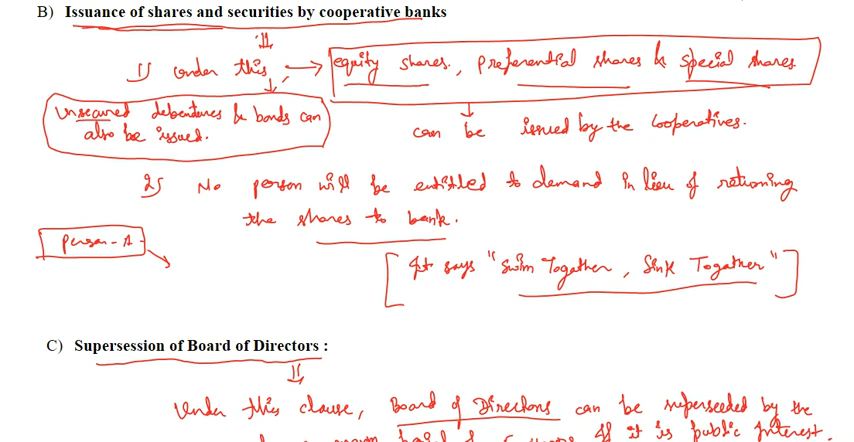 B) Issuance of shares and securities by cooperative banks
1) under this → equity shares, preferential shares & special shares
Unsecured debentures & bonds can
also be issued.
can be issued by the cooperatives.
2) No person will be entitled to demand in lieu of rationing
the shares to bank.
Person - A -
It says "Swim Together, Sink Together"
C) Supersession of Board of Directors :
Under this clause, Board of Directions can be superseded by the
If it is public interest.